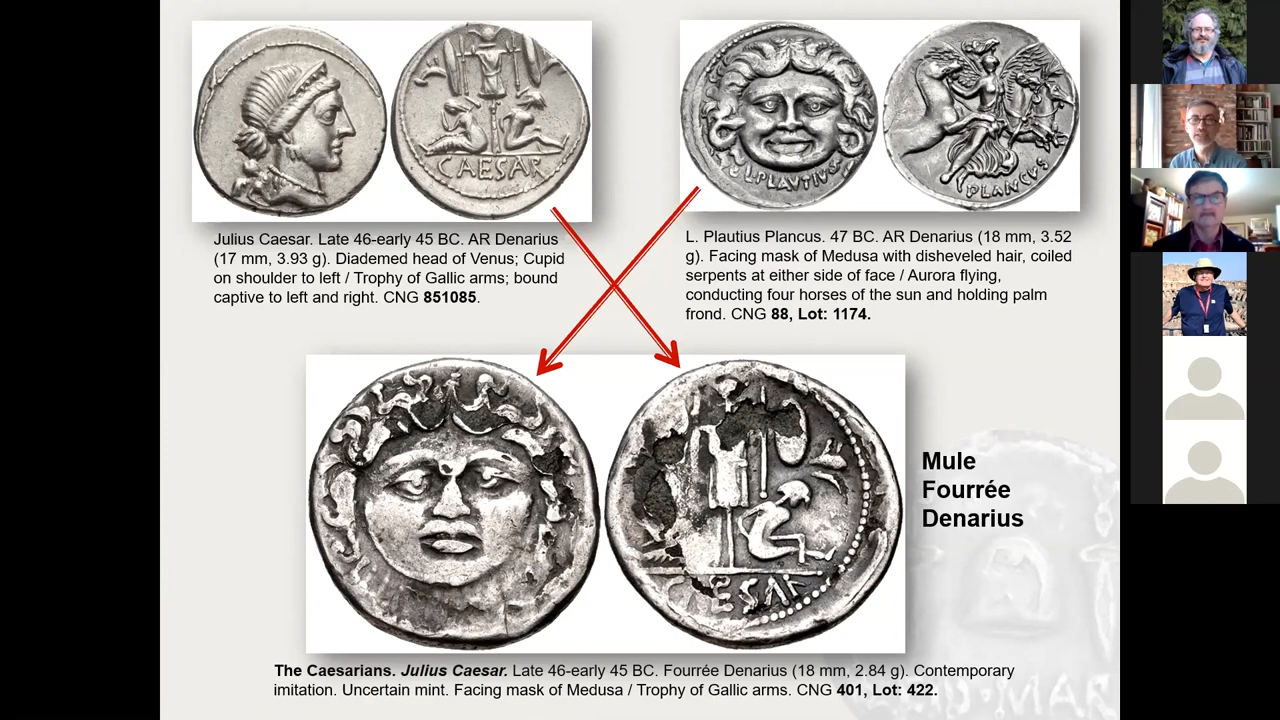 CAESAR
L.PLAVTIVS
PLANCVS
Julius Caesar. Late 46-early 45 BC. AR Denarius
(17 mm, 3.93 g). Diademed head of Venus; Cupid
on shoulder to left / Trophy of Gallic arms; bound
captive to left and right. CNG 851085.
L. Plautius Plancus. 47 BC. AR Denarius (18 mm, 3.52
g). Facing mask of Medusa with disheveled hair, coiled
serpents at either side of face / Aurora flying,
conducting four horses of the sun and holding palm
frond. CNG 88, Lot: 1174.
CAESAR
Mule
Fourrée
Denarius
The Caesarians. Julius Caesar. Late 46-early 45 BC. Fourrée Denarius (18 mm, 2.84 g). Contemporary
imitation. Uncertain mint. Facing mask of Medusa / Trophy of Gallic arms. CNG 401, Lot: 422.